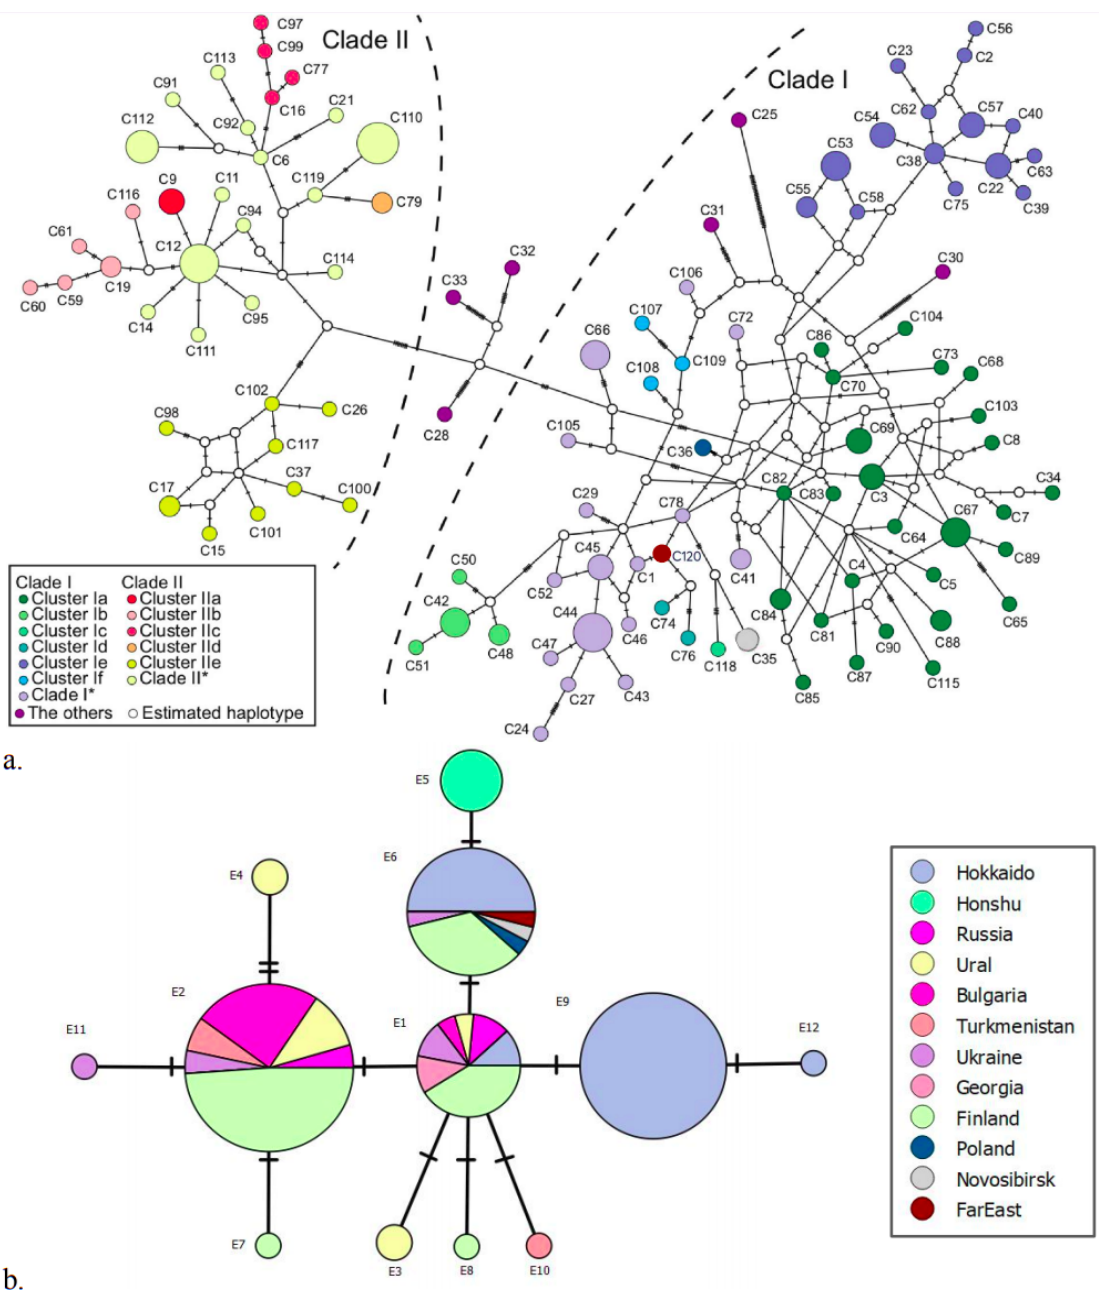 Clade II
Clade I
C97
C99
C77
C16
C113
C91
C92
C21
C112
C110
C6
C119
C79
C9
C11
C116
C94
C61
C12
C114
C60
C59
C19
C14
C95
C111
C102
C26
C98
C117
C37
C100
C17
C101
C15
C33
C32
C28
C25
C31
C30
C56
C2
C23
C62
C57
C40
C54
C38
C22
C63
C39
C75
C53
C55
C58
C106
C107
C72
C66
C109
C108
C86
C104
C70
C73
C68
C103
C8
C69
C105
C36
C82
C83
C3
C34
C7
C67
C64
C89
C29
C78
C45
C120
C1
C41
C50
C52
C42
C44
C46
C74
C76
C118
C35
C84
C4
C5
C65
C81
C90
C88
C51
C48
C47
C27
C43
C24
C85
C87
C115
Clade I Clade II
Cluster Ia Cluster IIa
Cluster Ib Cluster IIb
Cluster Ic Cluster IIc
Cluster Id Cluster IId
Cluster Ie Cluster IIe
Cluster If Clade II*
Clade I*
The others Estimated haplotype
a.
E5
E6
E4
E2
E11
E1
E9
E12
E7
E3
E8
E10
Hokkaido
Honshu
Russia
Ural
Bulgaria
Turkmenistan
Ukraine
Georgia
Finland
Poland
Novosibirsk
FarEast
b.